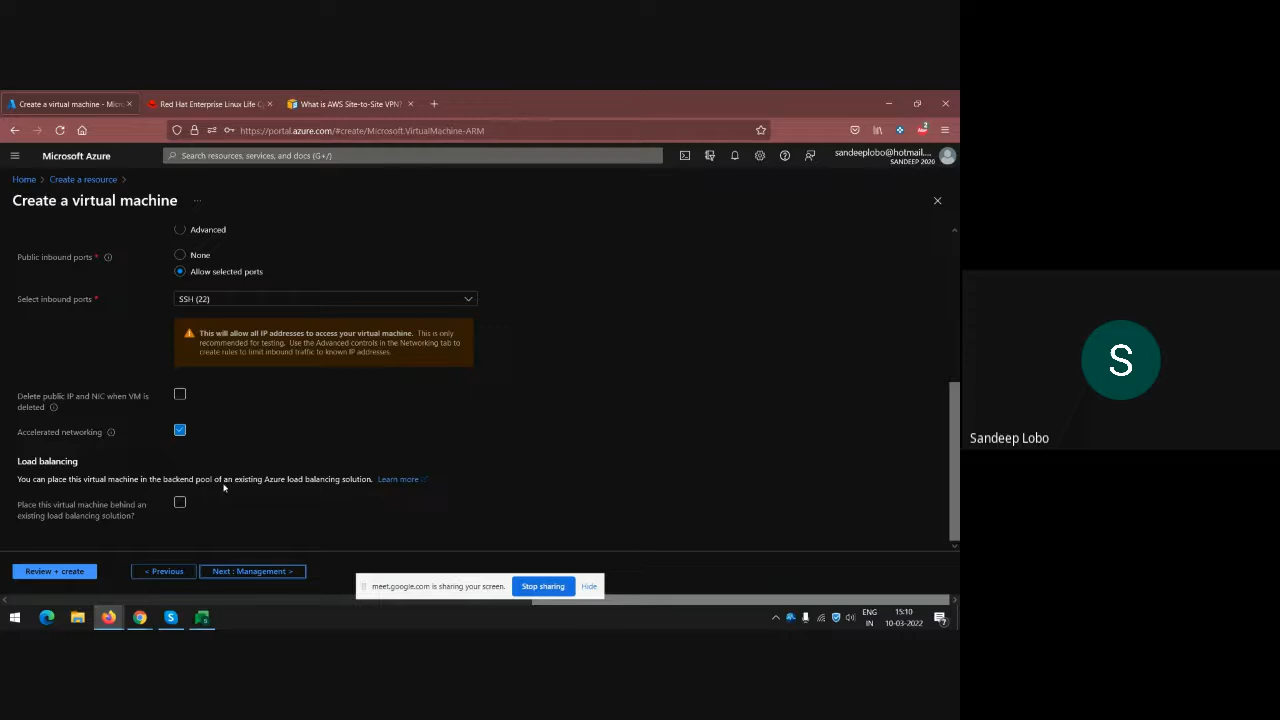 Create a virtual machine - Micro
Red Hat Enterprise Linux Life Cy
What is AWS Site-to-Site VPN?
https://portal.azure.com/#create/Microsoft.VirtualMachine-ARM
2
Microsoft Azure
Search resources, services, and docs (G+/)
sandeeplobo@hotmail....
SANDEEP 2020
Home > Create a resource >
Create a virtual machine ...
Advanced
Public inbound ports *
None
Allow selected ports
Select inbound ports *
SSH (22)
This will allow all IP addresses to access your virtual machine. This is only
recommended for testing. Use the Advanced controls in the Networking tab to
create rules to limit inbound traffic to known IP addresses.
Delete public IP and NIC when VM is
deleted
Accelerated networking
Load balancing
You can place this virtual machine in the backend pool of an existing Azure load balancing solution. Learn more
Place this virtual machine behind an
existing load balancing solution?
Review + create
< Previous
Next : Management >
meet.google.com is sharing your screen.
Stop sharing
Hide
ENG
IN
15:10
10-03-2022
7
S
Sandeep Lobo